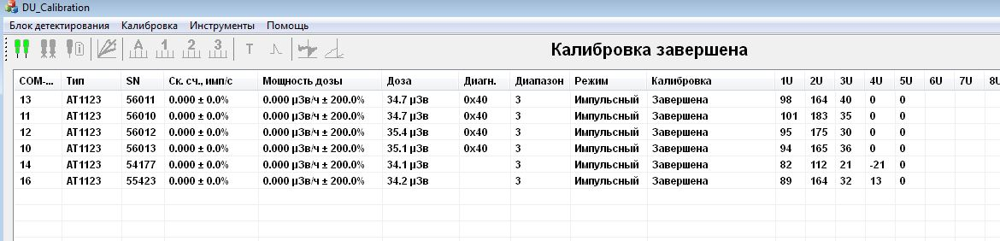 DU_Calibration
Блок детектирования Калибровка Инструменты Помощь
A 1 2 3 T
Калибровка завершена
COM-... Тип SN Ск. сч., имп/с Мощность дозы Доза Диагн. Диапазон Режим Калибровка 1U 2U 3U 4U 5U 6U 7U 8U
13 AT1123 56011 0.000 ± 0.0% 0.000 µЗв/ч ± 200.0% 34.7 µЗв 0x40 3 Импульсный Завершена 98 164 40 0 0
11 AT1123 56010 0.000 ± 0.0% 0.000 µЗв/ч ± 200.0% 34.7 µЗв 0x40 3 Импульсный Завершена 101 183 35 0 0
12 AT1123 56012 0.000 ± 0.0% 0.000 µЗв/ч ± 200.0% 35.4 µЗв 0x40 3 Импульсный Завершена 95 175 30 0 0
10 AT1123 56013 0.000 ± 0.0% 0.000 µЗв/ч ± 200.0% 35.1 µЗв 0x40 3 Импульсный Завершена 94 165 36 0 0
14 AT1123 54177 0.000 ± 0.0% 0.000 µЗв/ч ± 200.0% 34.1 µЗв 3 Импульсный Завершена 82 112 21 -21 0
16 AT1123 55423 0.000 ± 0.0% 0.000 µЗв/ч ± 200.0% 34.2 µЗв 3 Импульсный Завершена 89 164 32 13 0